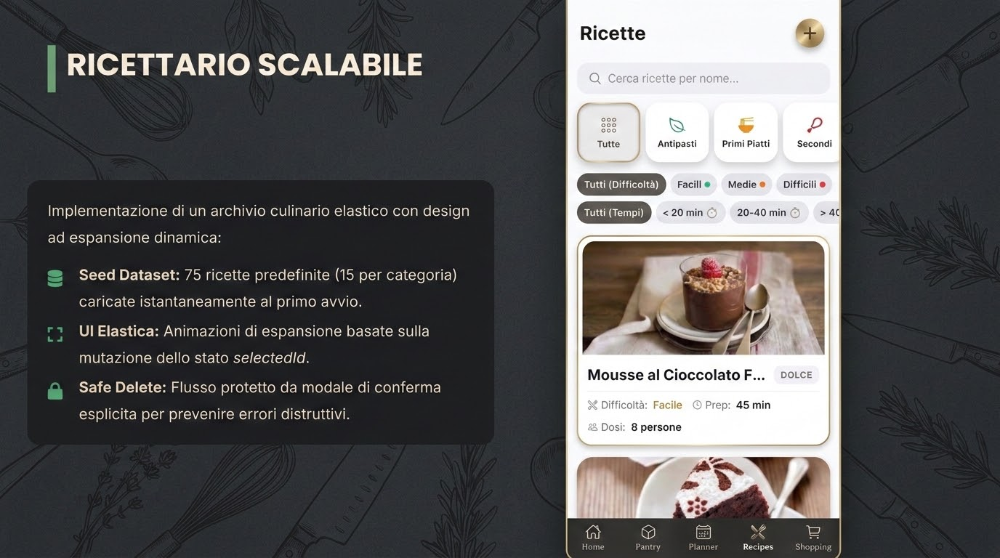 RICETTARIO SCALABILE
Implementazione di un archivio culinario elastico con design
ad espansione dinamica:
Seed Dataset: 75 ricette predefinite (15 per categoria)
caricate istantaneamente al primo avvio.
UI Elastica: Animazioni di espansione basate sulla
mutazione dello stato selectedId.
Safe Delete: Flusso protetto da modale di conferma
esplicita per prevenire errori distruttivi.
Ricette
Cerca ricette per nome...
Tutte Antipasti Primi Piatti Secondi
Tutti (Difficoltà) Facill Medie Difficili
Tutti (Tempi) < 20 min 20-40 min > 40
Mousse al Cioccolato F... DOLCE
Difficoltà: Facile Prep: 45 min
Dosi: 8 persone
Home Pantry Planner Recipes Shopping